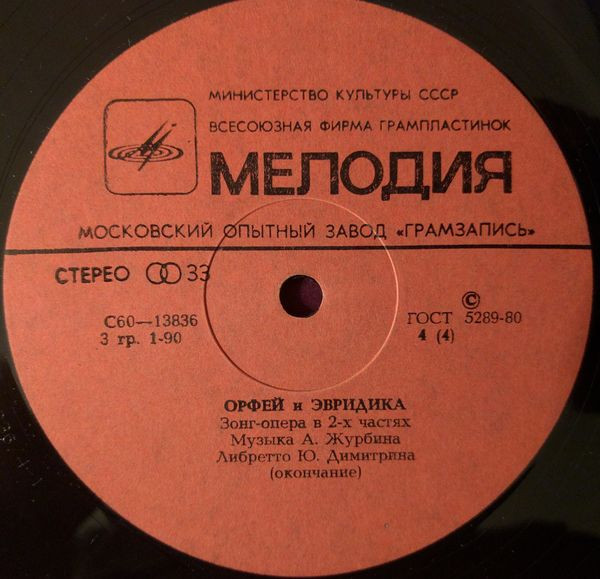 МИНИСТЕРСТВО КУЛЬТУРЫ СССР
ВСЕСОЮЗНАЯ ФИРМА ГРАМПЛАСТИНОК
МЕЛОДИЯ
МОСКОВСКИЙ ОПЫТНЫЙ ЗАВОД «ГРАМЗАПИСЬ»
СТЕРЕО 33
С60—13836
3 гр. 1-90
©
ГОСТ 5289-80
4 (4)
ОРФЕЙ и ЭВРИДИКА
Зонг-опера в 2-х частях
Музыка А. Журбина
Либретто Ю. Димитрина
(окончание)